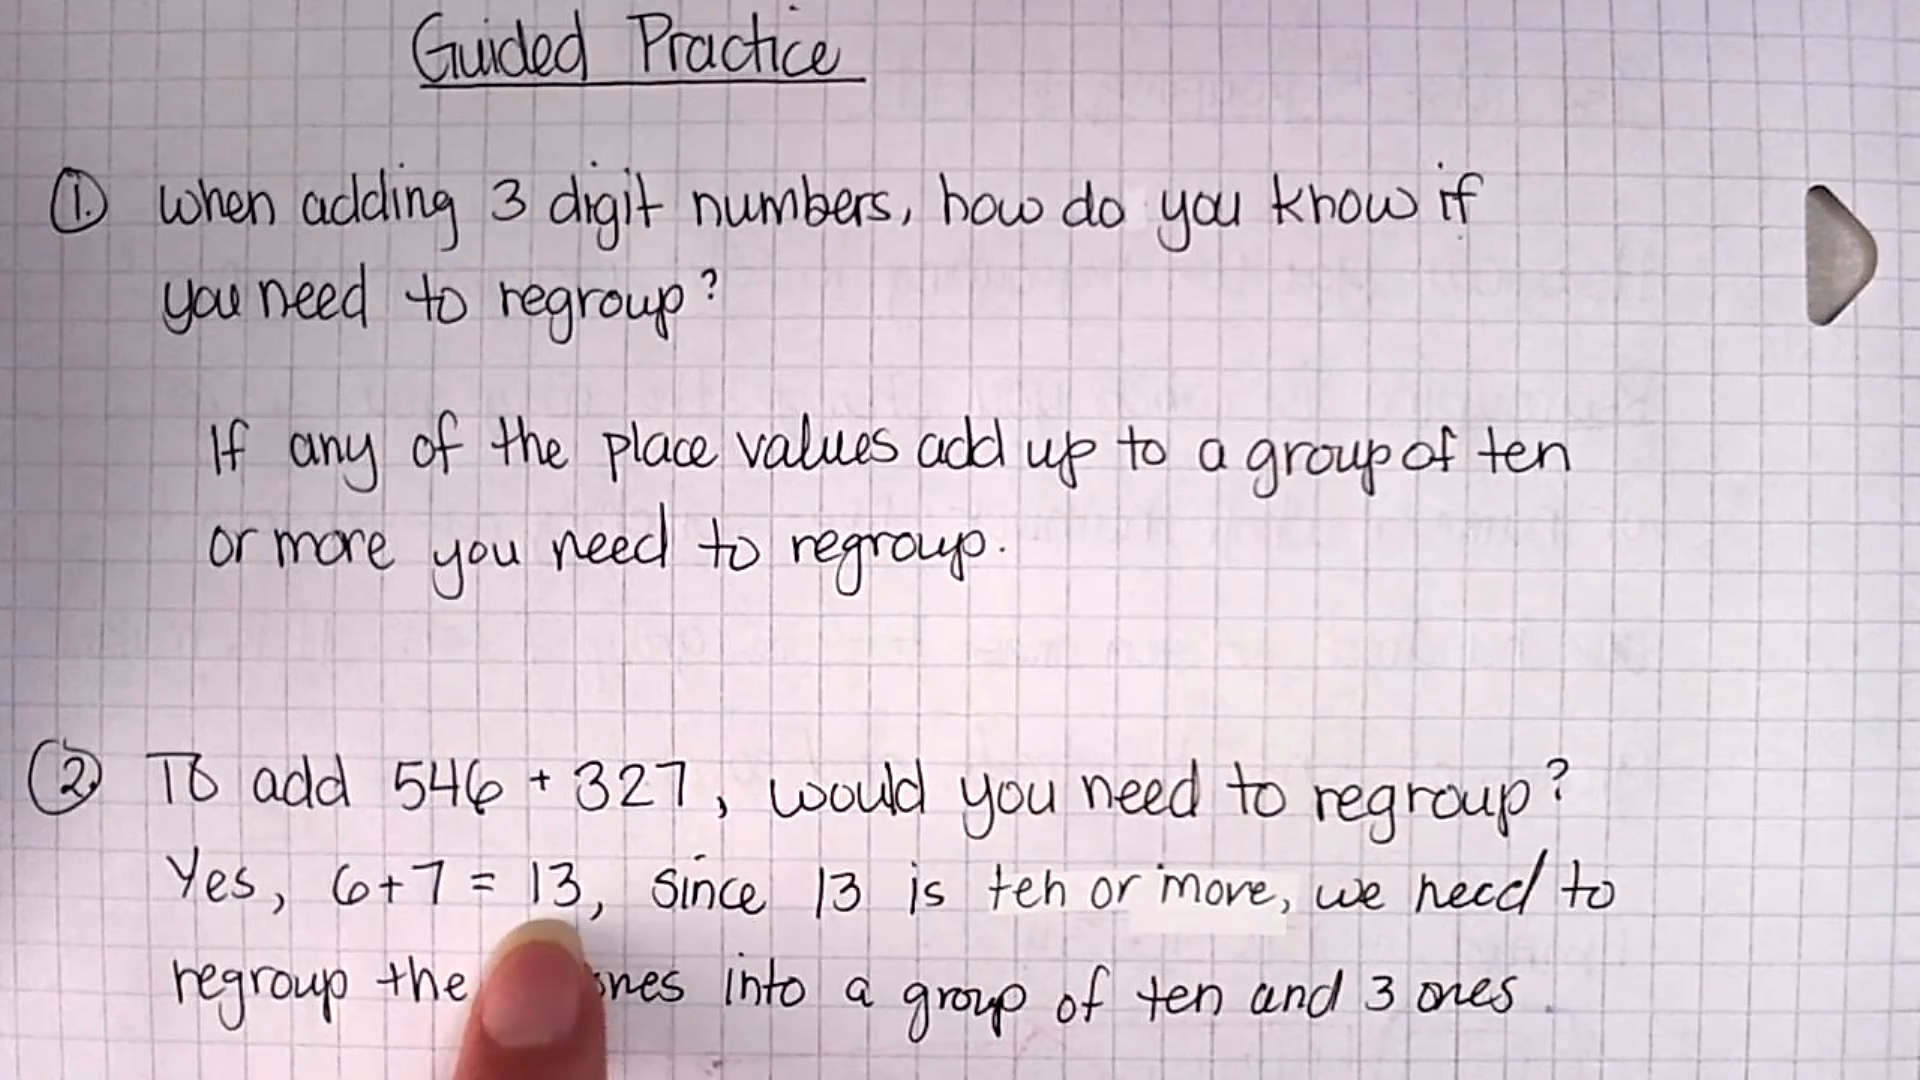 Guided Practice
1. When adding 3 digit numbers, how do you know if
you need to regroup?
If any of the place values add up to a group of ten
or more you need to regroup.
2. To add 546 + 327, would you need to regroup?
Yes, 6+7 = 13, since 13 is ten or more, we need to
regroup the ones into a group of ten and 3 ones.